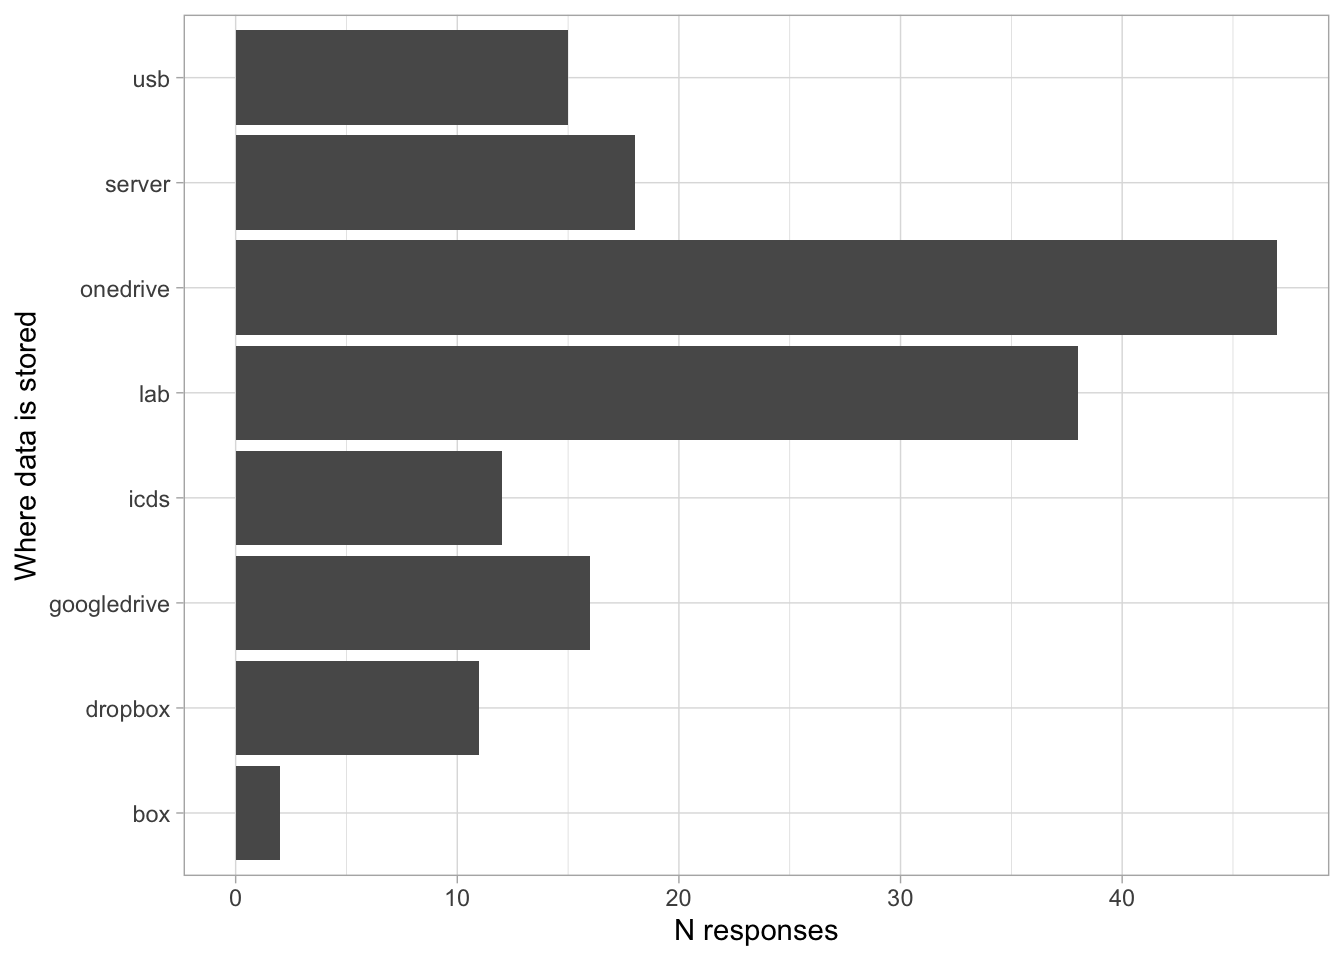 usb
server
onedrive
lab
icds
googledrive
dropbox
box
Where data is stored
0 10 20 30 40
N responses